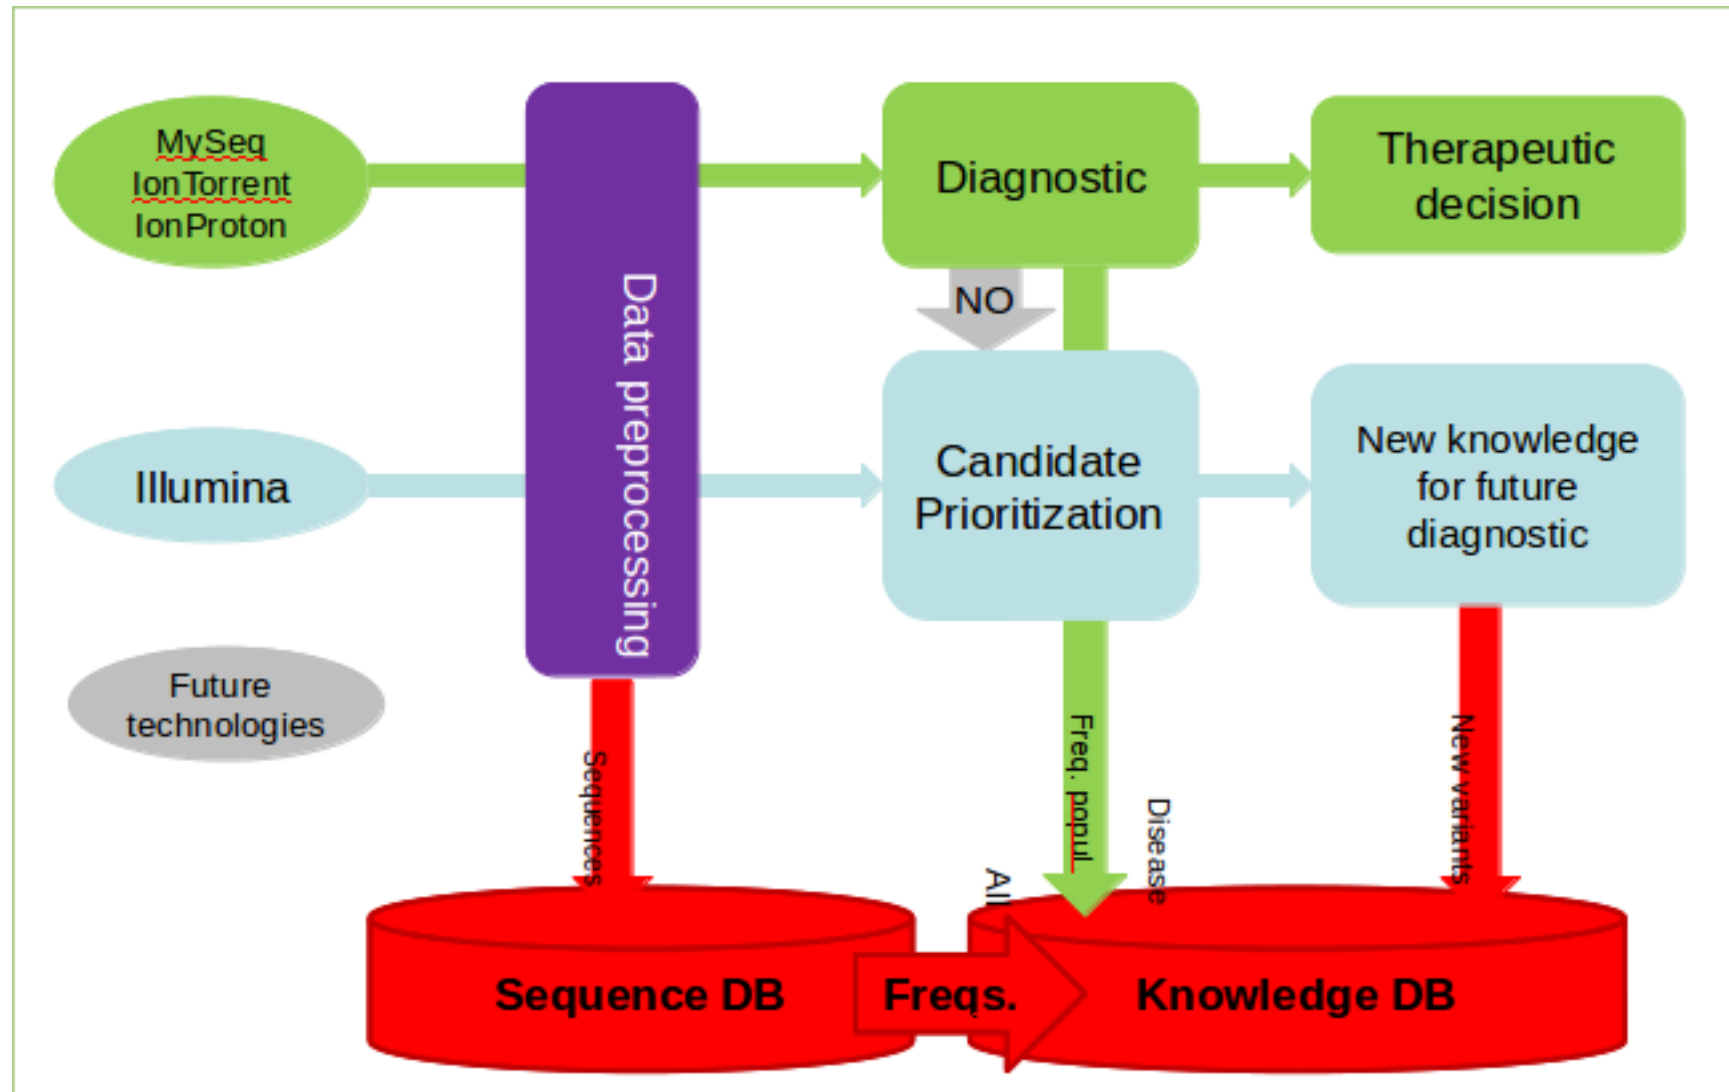 MySeq
IonTorrent
IonProton
Data preprocessing
Diagnostic
Therapeutic
decision
NO
Illumina
Candidate
Prioritization
New knowledge
for future
diagnostic
Future
technologies
Sequences
All
Freq. popul.
Disease
New variants
Sequence DB
Freqs.
Knowledge DB